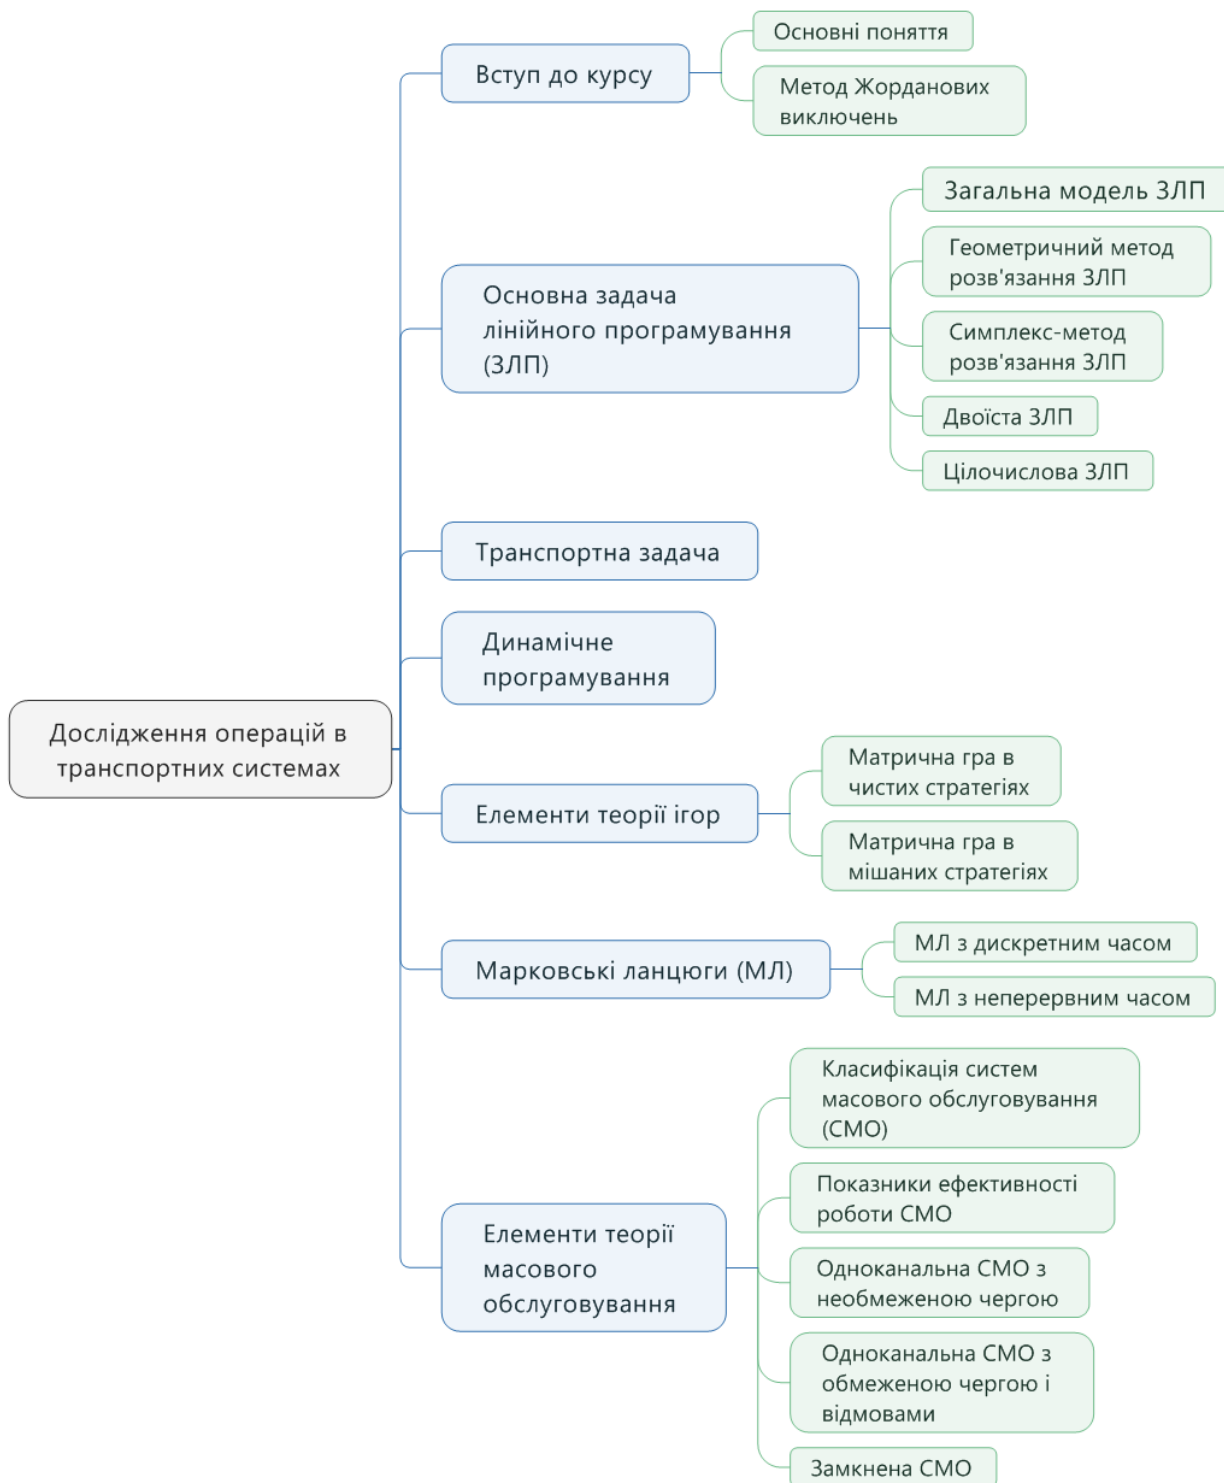 Дослідження операцій в
транспортних системах
Вступ до курсу
Основні поняття
Метод Жорданових
виключень
Основна задача
лінійного програмування
(ЗЛП)
Загальна модель ЗЛП
Геометричний метод
розв'язання ЗЛП
Симплекс-метод
розв'язання ЗЛП
Двоїста ЗЛП
Цілочислова ЗЛП
Транспортна задача
Динамічне
програмування
Елементи теорії ігор
Матрична гра в
чистих стратегіях
Матрична гра в
мішаних стратегіях
Марковські ланцюги (МЛ)
МЛ з дискретним часом
МЛ з неперервним часом
Елементи теорії
масового
обслуговування
Класифікація систем
масового обслуговування
(СМО)
Показники ефективності
роботи СМО
Одноканальна СМО з
необмеженою чергою
Одноканальна СМО з
обмеженою чергою і
відмовами
Замкнена СМО